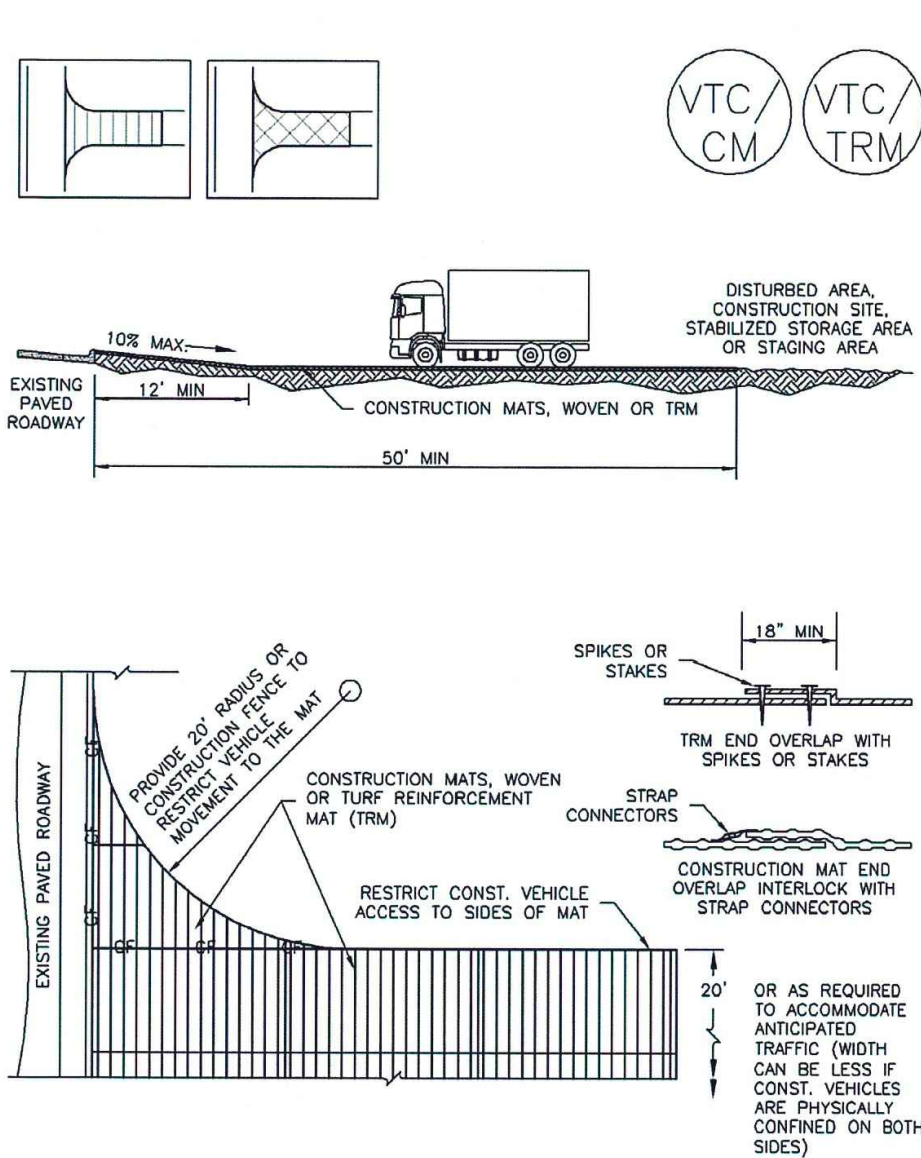 VTC/
CM
VTC/
TRM
10% MAX.
DISTURBED AREA,
CONSTRUCTION SITE,
STABILIZED STORAGE AREA
OR STAGING AREA
EXISTING
PAVED
ROADWAY
12' MIN
CONSTRUCTION MATS, WOVEN OR TRM
50' MIN
PROVIDE 20' RADIUS OR
CONSTRUCTION FENCE TO
RESTRICT VEHICLE
MOVEMENT TO THE MAT
18" MIN
SPIKES OR
STAKES
TRM END OVERLAP WITH
SPIKES OR STAKES
EXISTING PAVED ROADWAY
CF
CF
CF
CF
CF
CF
CONSTRUCTION MATS, WOVEN
OR TURF REINFORCEMENT
MAT (TRM)
STRAP
CONNECTORS
CONSTRUCTION MAT END
OVERLAP INTERLOCK WITH
STRAP CONNECTORS
RESTRICT CONST. VEHICLE
ACCESS TO SIDES OF MAT
20'
OR AS REQUIRED
TO ACCOMMODATE
ANTICIPATED
TRAFFIC (WIDTH
CAN BE LESS IF
CONST. VEHICLES
ARE PHYSICALLY
CONFINED ON BOTH
SIDES)